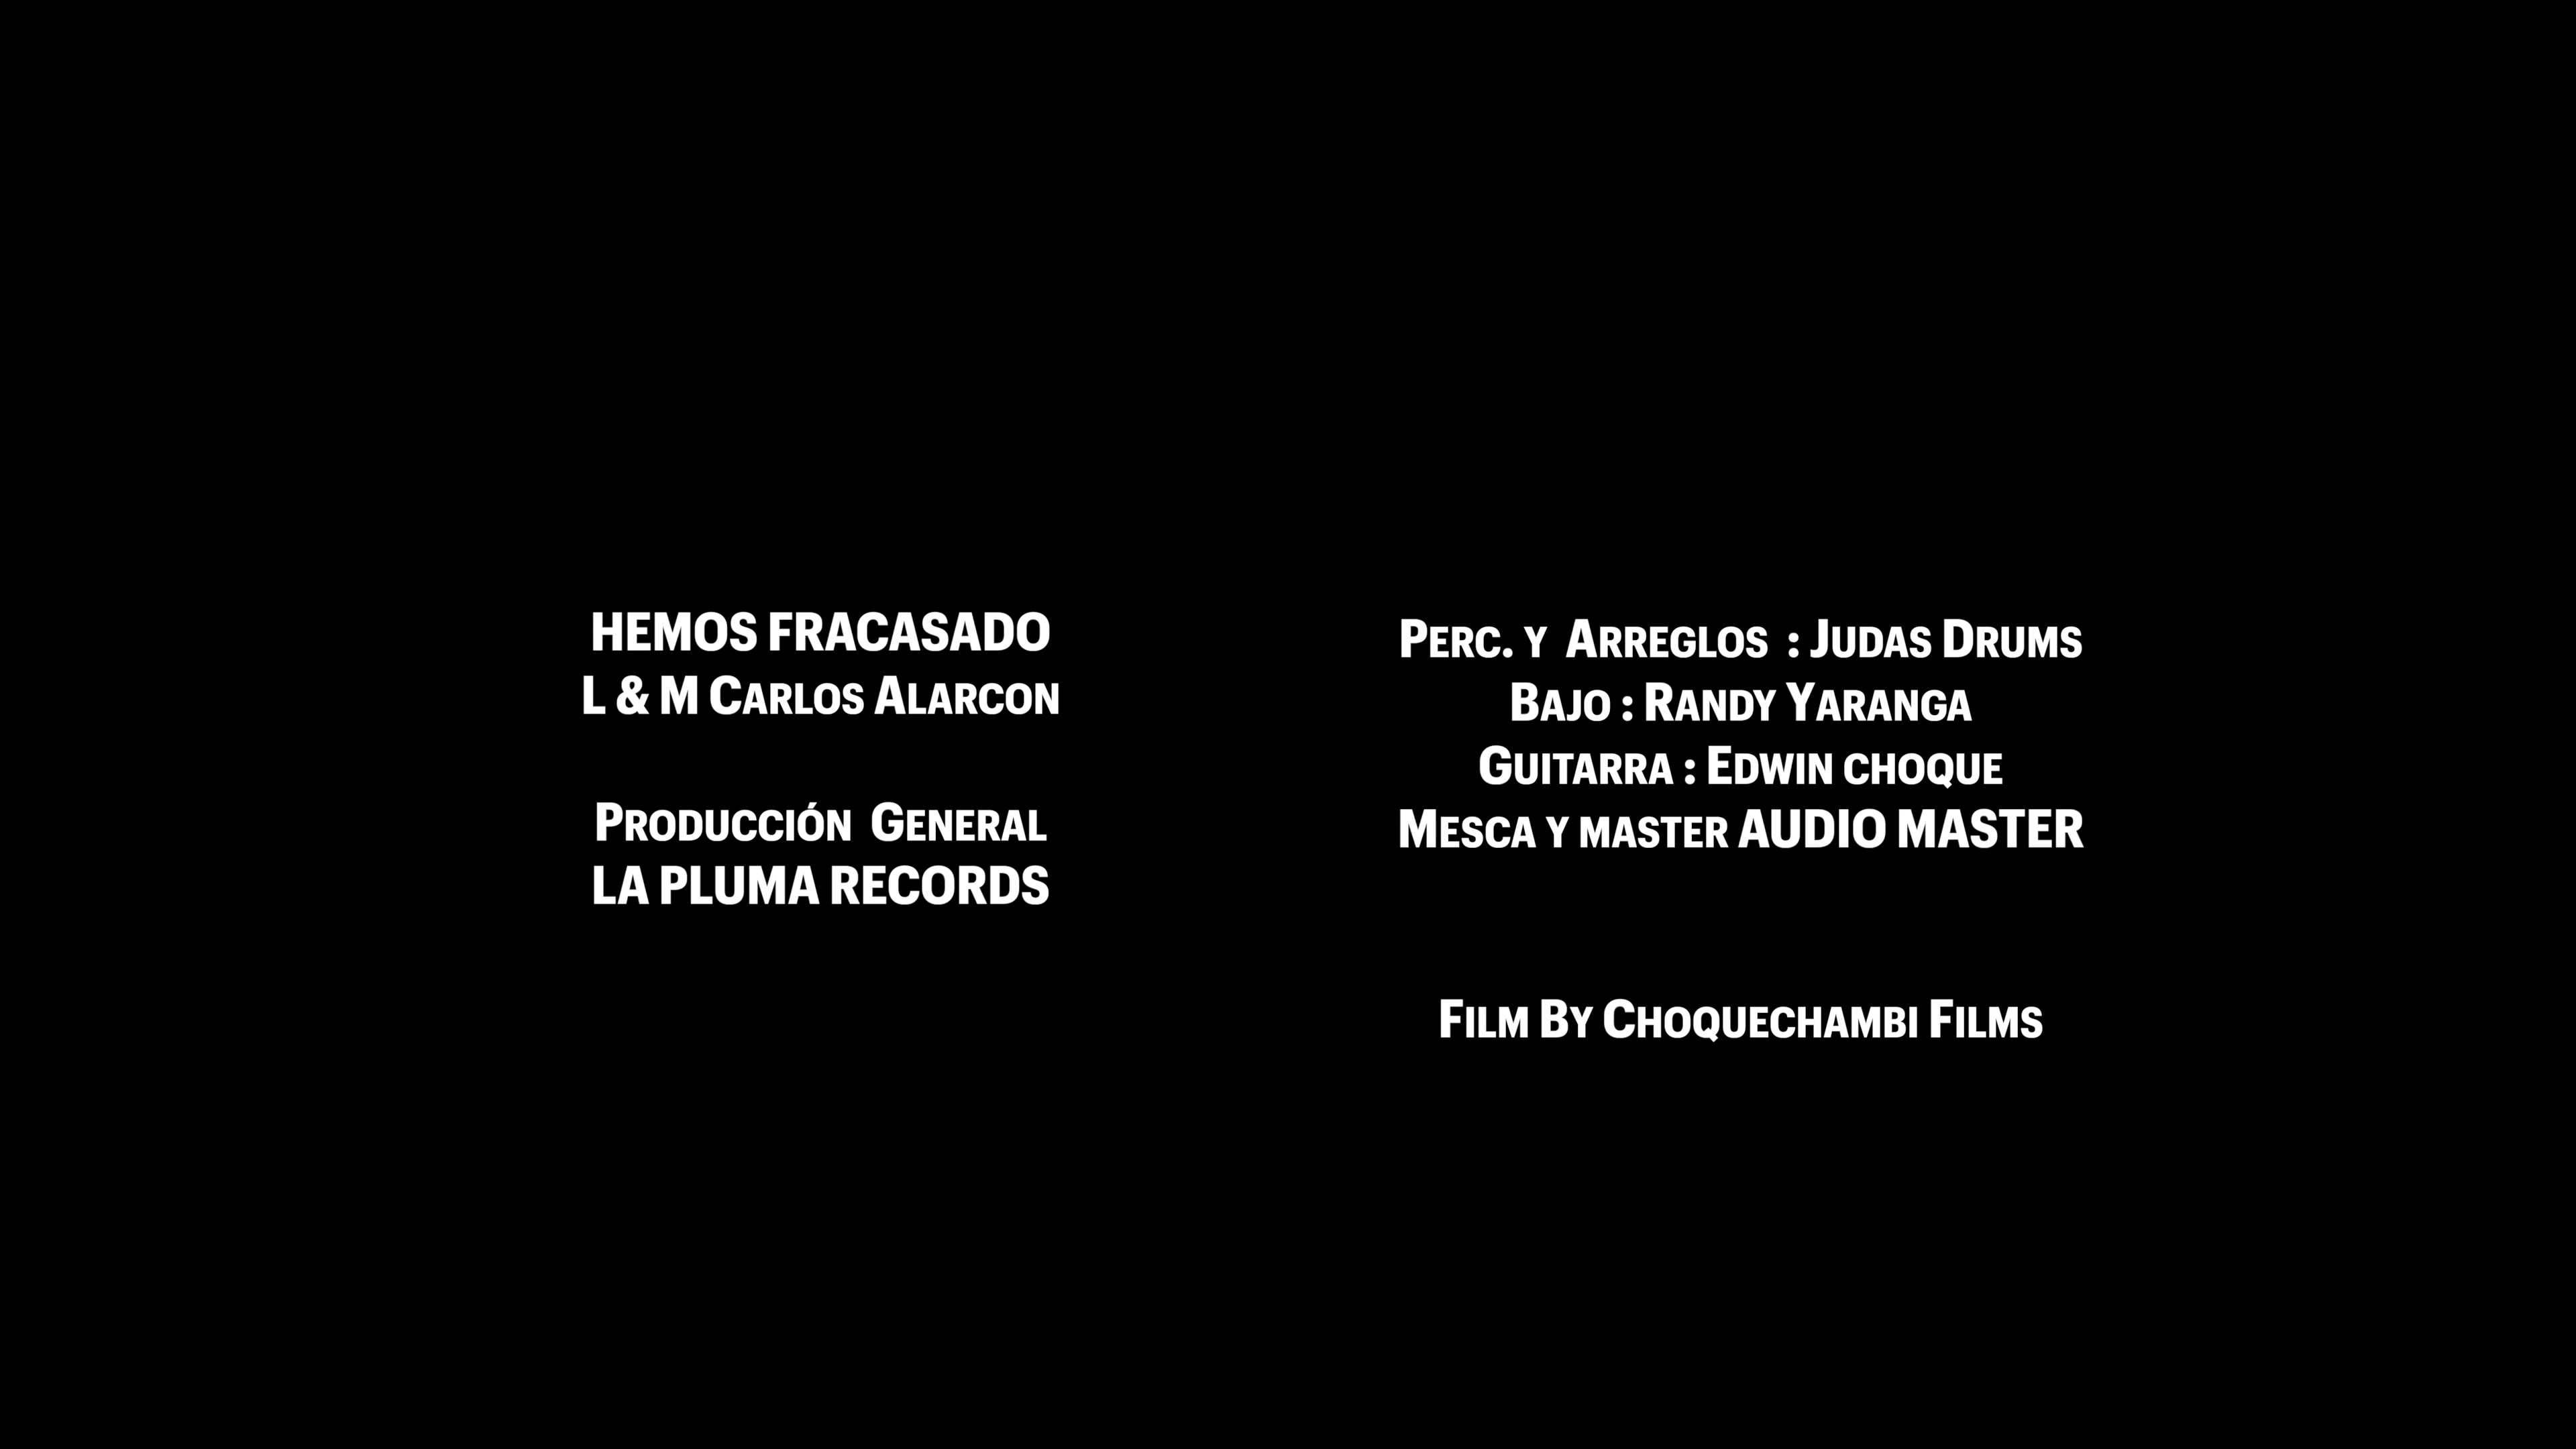 HEMOS FRACASADO
L & M Carlos Alarcon
Producción General
LA PLUMA RECORDS
Perc. y Arreglos : Judas Drums
Bajo : Randy Yaranga
Guitarra : Edwin choque
Mesca y master AUDIO MASTER
Film By Choquechambi Films